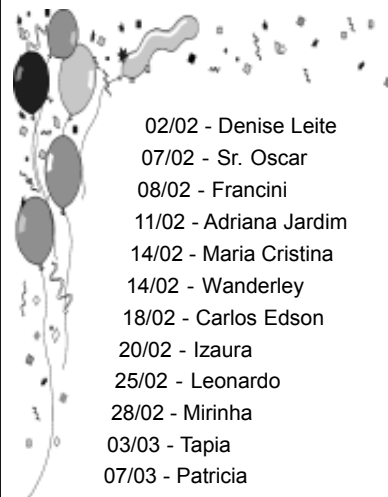 02/02 - Denise Leite
07/02 - Sr. Oscar
08/02 - Francini
11/02 - Adriana Jardim
14/02 - Maria Cristina
14/02 - Wanderley
18/02 - Carlos Edson
20/02 - Izaura
25/02 - Leonardo
28/02 - Mirinha
03/03 - Tapia
07/03 - Patricia